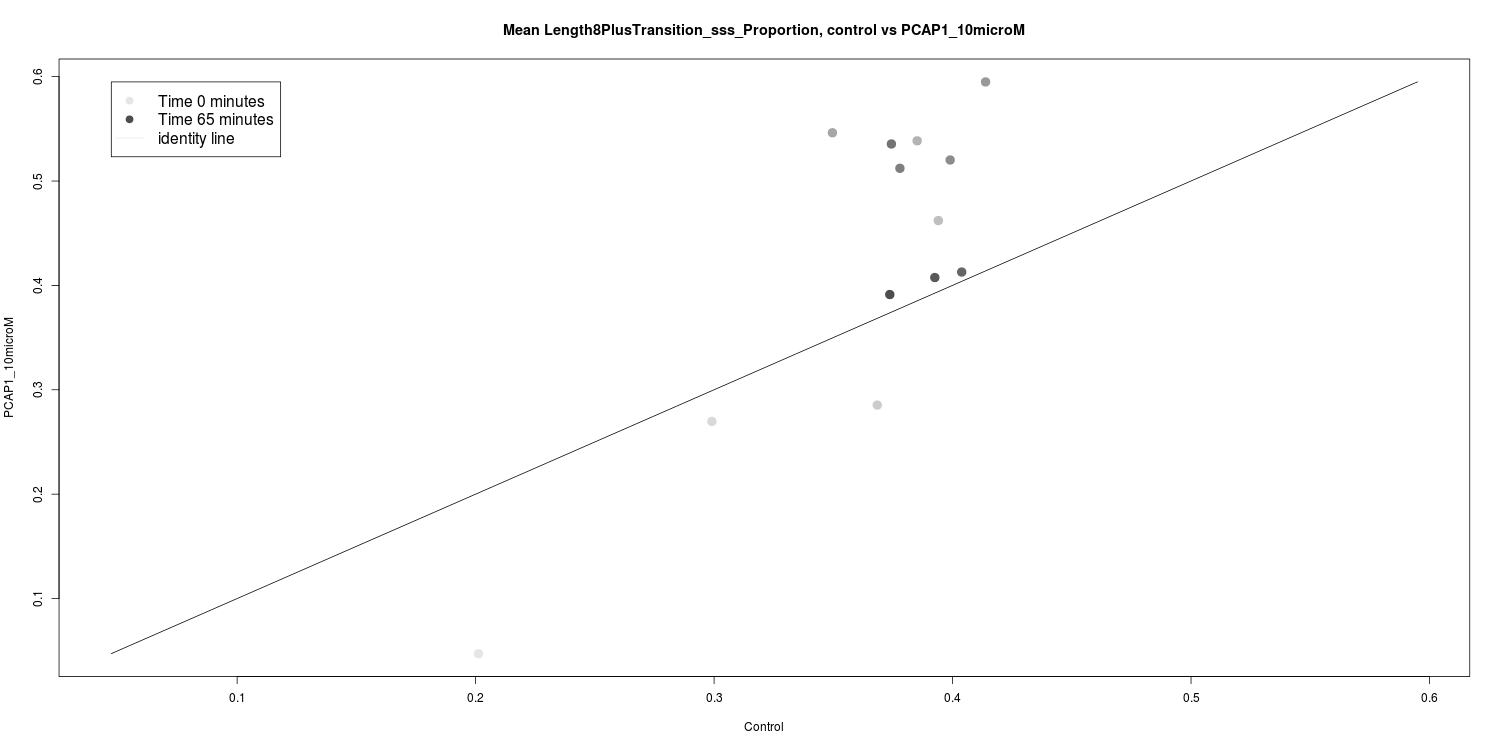 Mean Length8PlusTransition_sss_Proportion, control vs PCAP1_10microM
Time 0 minutes
Time 65 minutes
identity line
PCAP1_10microM
0.6
0.5
0.4
0.3
0.2
0.1
0.1 0.2 0.3 0.4 0.5 0.6
Control